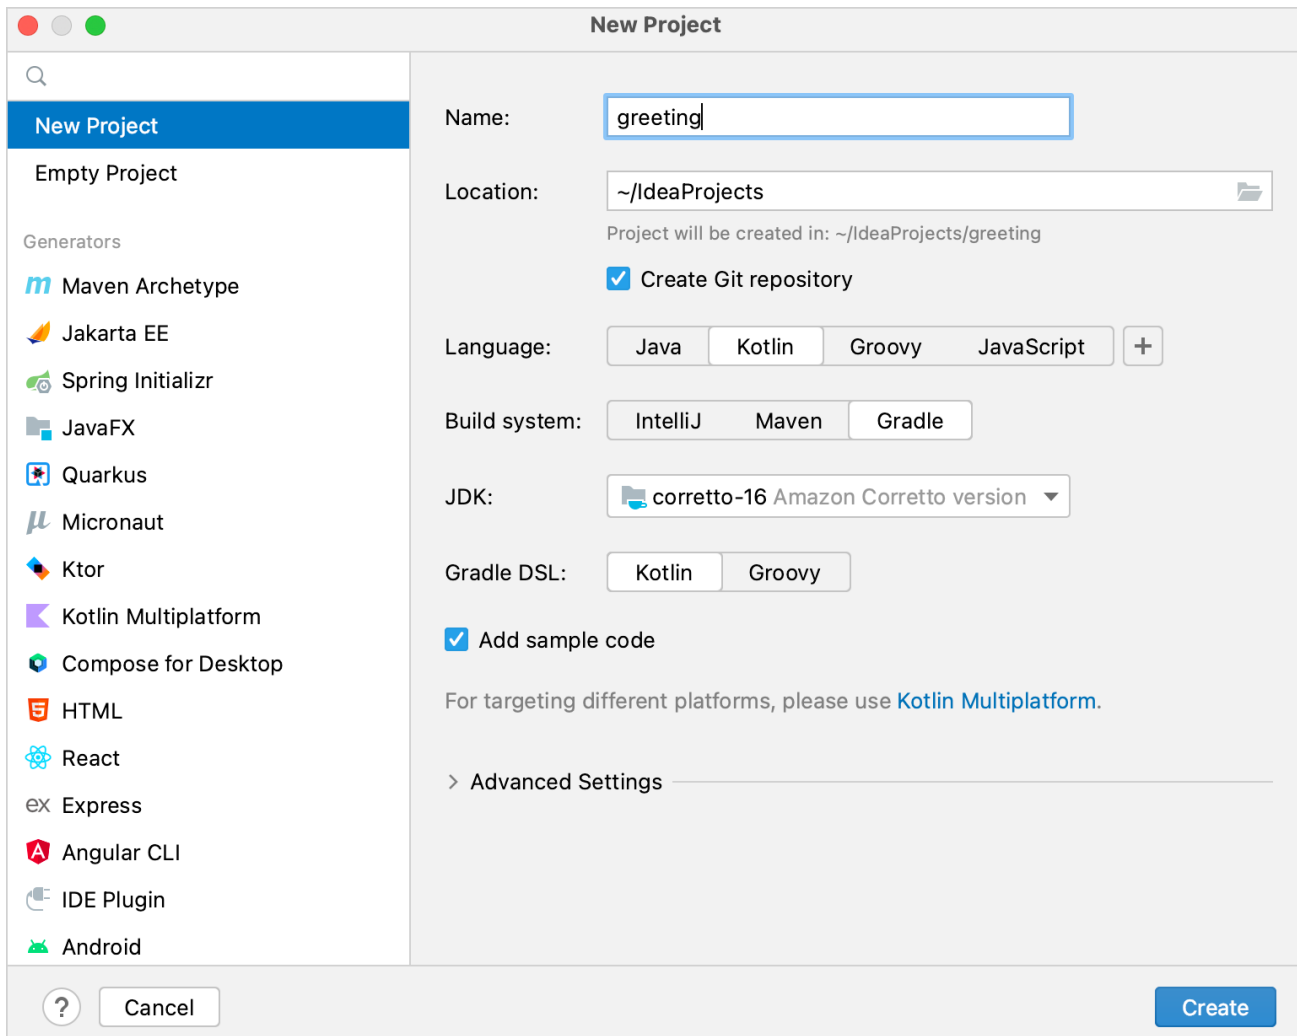 New Project
New Project
Empty Project
Generators
Maven Archetype
Jakarta EE
Spring Initializr
JavaFX
Quarkus
Micronaut
Ktor
Kotlin Multiplatform
Compose for Desktop
HTML
React
ex Express
Angular CLI
IDE Plugin
Android
Name: greeting
Location: ~/IdeaProjects
Project will be created in: ~/IdeaProjects/greeting
Create Git repository
Language: Java Kotlin Groovy JavaScript +
Build system: IntelliJ Maven Gradle
JDK: corretto-16 Amazon Corretto version
Gradle DSL: Kotlin Groovy
Add sample code
For targeting different platforms, please use Kotlin Multiplatform.
Advanced Settings
? Cancel Create